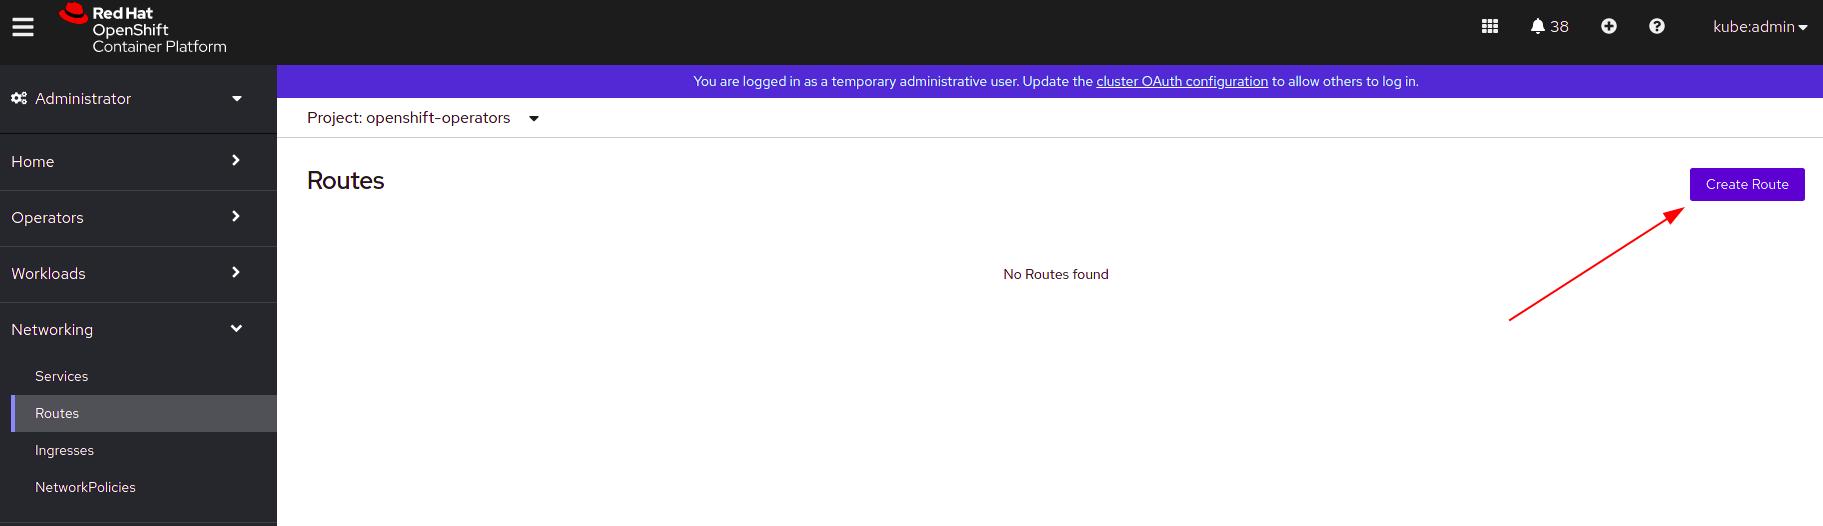 Red Hat
OpenShift
Container Platform
38
kube:admin
You are logged in as a temporary administrative user. Update the cluster OAuth configuration to allow others to log in.
Administrator
Project: openshift-operators
Home
Routes
Create Route
Operators
Workloads
No Routes found
Networking
Services
Routes
Ingresses
NetworkPolicies